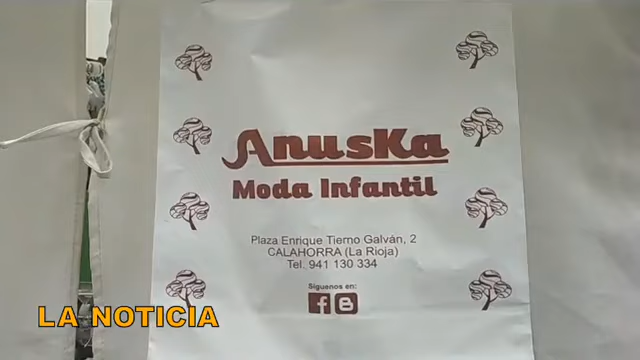 Anuska
Moda Infantil
Plaza Enrique Tierno Galván, 2
CALAHORRA (La Rioja)
Tel. 941 130 334
Síguenos en:
LA NOTICIA